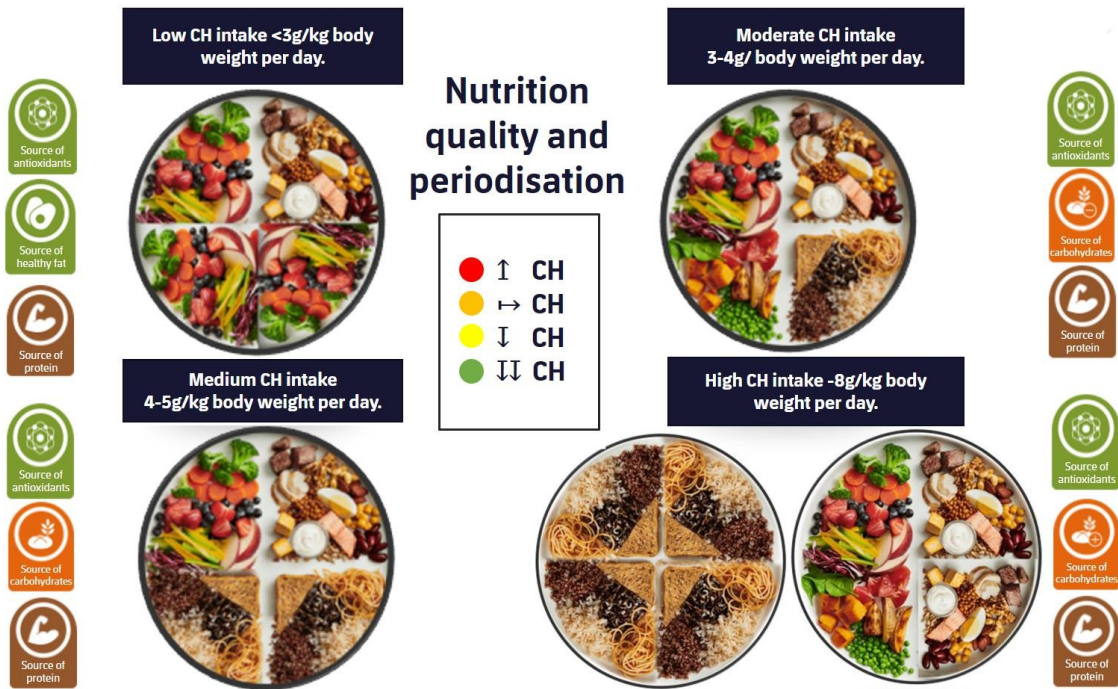 Low CH intake <3g/kg body
weight per day.
Moderate CH intake
3-4g/ body weight per day.
Nutrition
quality and
periodisation
Source of
antioxidants
Source of
healthy fat
Source of
protein
↥ CH
↦ CH
↧ CH
↧↧ CH
Source of
antioxidants
Source of
carbohydrates
Source of
protein
Medium CH intake
4-5g/kg body weight per day.
High CH intake -8g/kg body
weight per day.
Source of
antioxidants
Source of
carbohydrates
Source of
protein
Source of
antioxidants
Source of
carbohydrates
Source of
protein